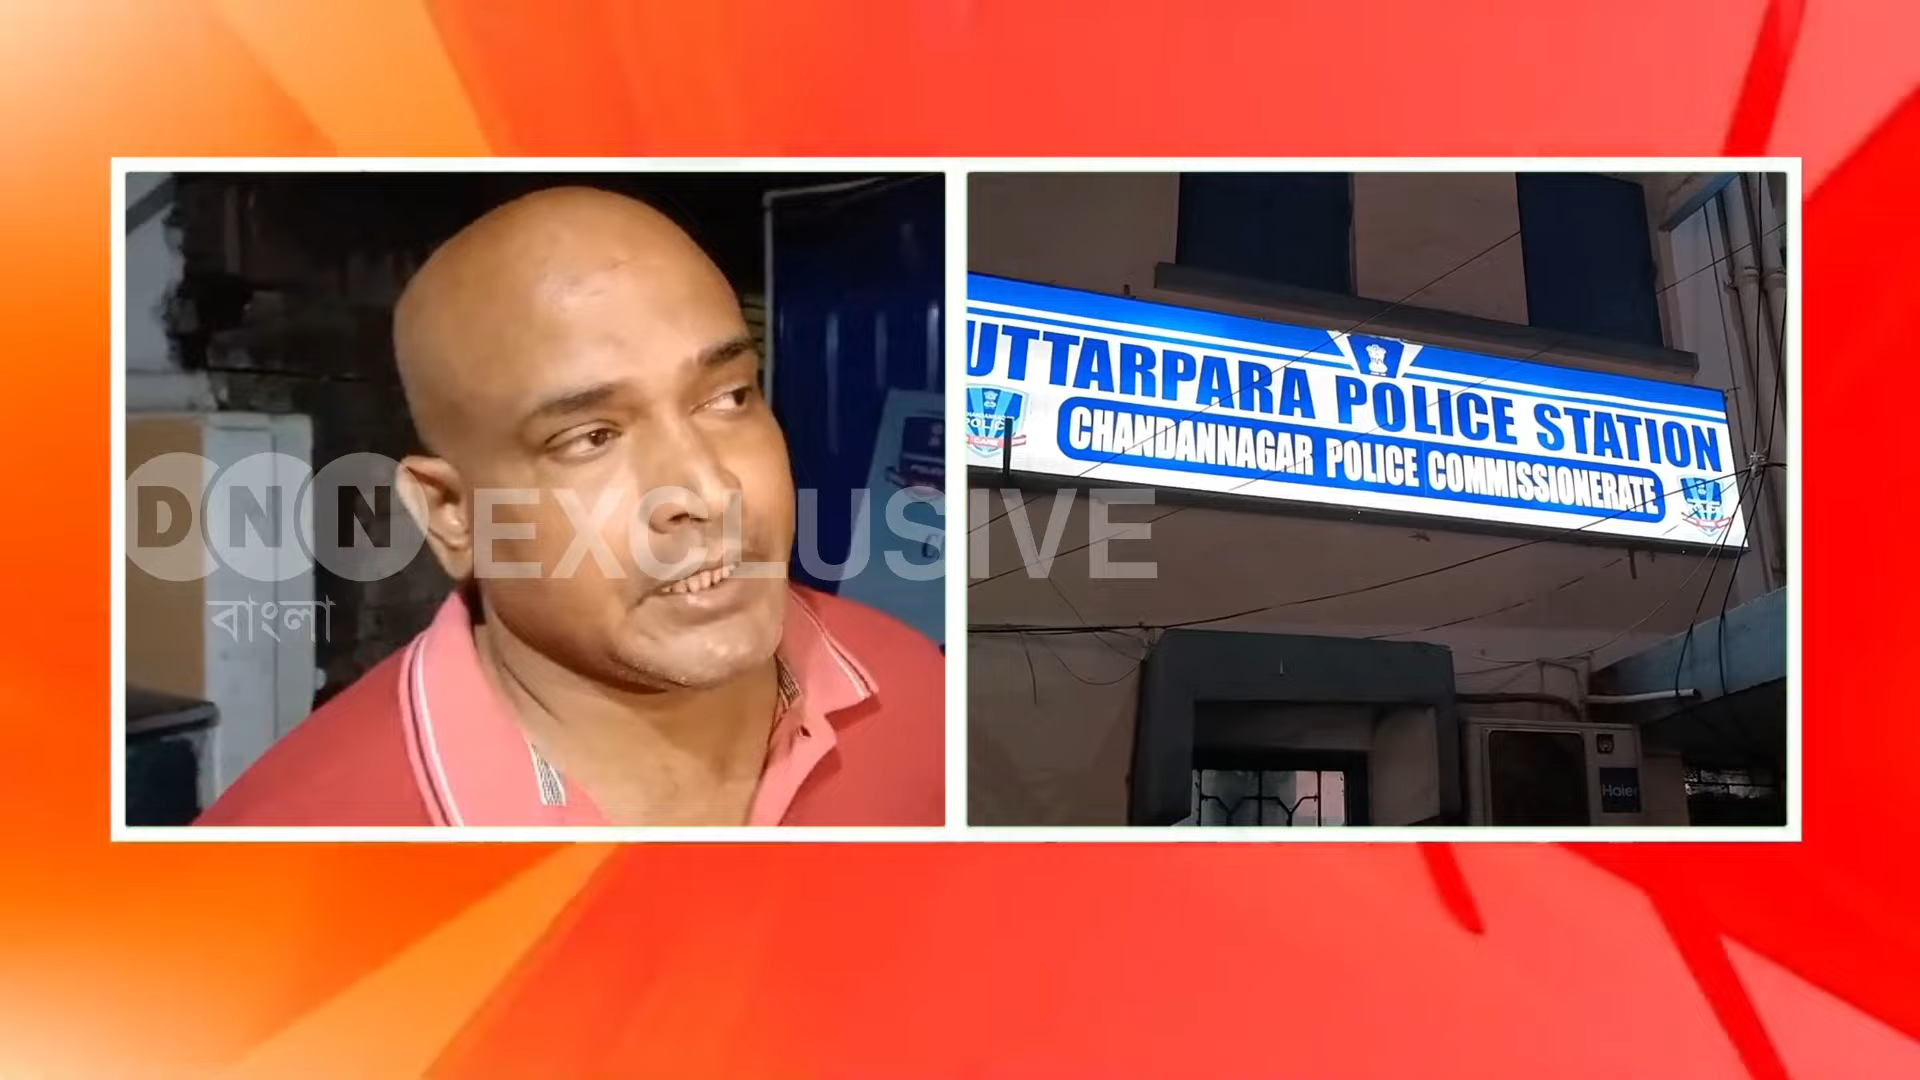 UTTARPARA POLICE STATION
CHANDANNAGAR POLICE COMMISSIONERATE
DNN EXCLUSIVE
বাংলা
Haier